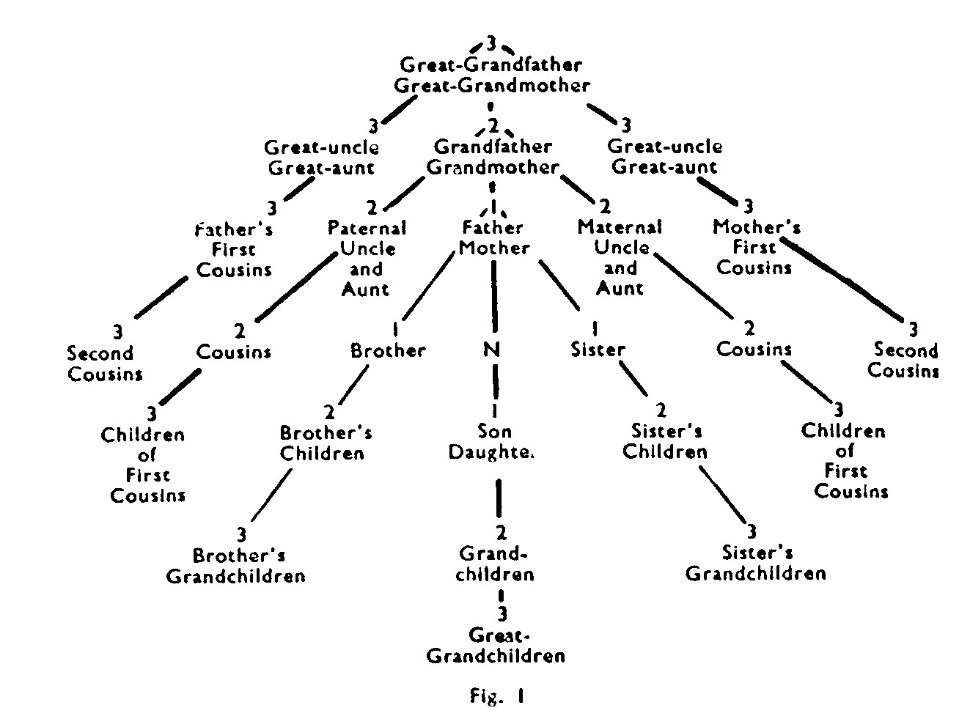 3
Great-Grandfather
Great-Grandmother
3 2 3
Great-uncle Grandfather Great-uncle
Great-aunt Grandmother Great-aunt
3 2 1 2 3
Father's Paternal Father Maternal Mother's
First Uncle Mother Uncle First
Cousins and and Cousins
Aunt Aunt
3 2 1 1 2 3
Second Cousins Brother N Sister Cousins Second
Cousins Cousins
3 2 1 2 3
Children Brother's Son Sister's Children
of Children Daughte. Children of
First First
Cousins Cousins
3 2 3
Brother's Grand- Sister's
Grandchildren children Grandchildren
3
Great-
Grandchildren
Fig. 1